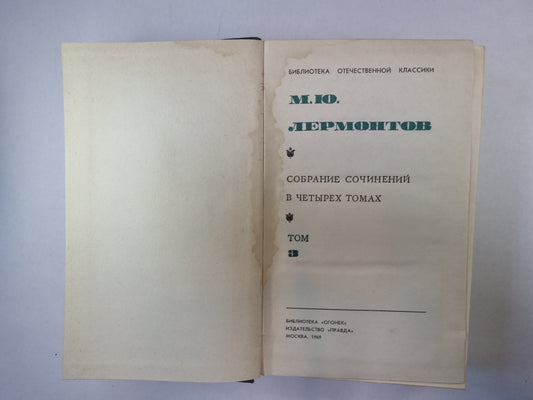 БИБЛИОТЕКА ОТЕЧЕСТВЕННОЙ КЛАССИКИ
М.Ю.
ЛЕРМОНТОВ
СОБРАНИЕ СОЧИНЕНИЙ
В ЧЕТЫРЕХ ТОМАХ
ТОМ
3
БИБЛИОТЕКА «ОГОНЕК»
ИЗДАТЕЛЬСТВО «ПРАВДА»
МОСКВА, 1969